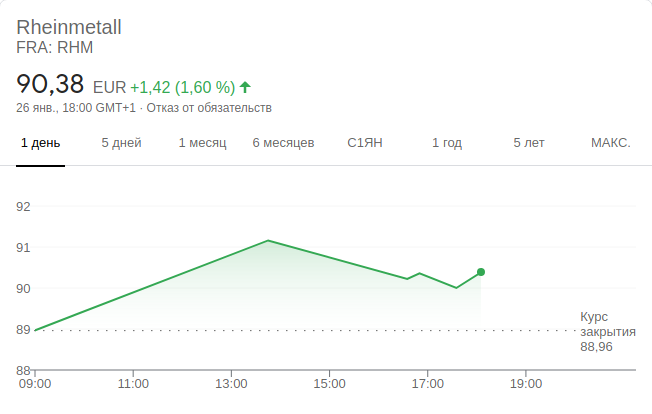 Rheinmetall
FRA: RHM
90,38 EUR +1,42 (1,60 %)
26 янв., 18:00 GMT+1 · Отказ от обязательств
1 день 5 дней 1 месяц 6 месяцев С1ЯН 1 год 5 лет МАКС.
92
91
90
89
88
Курс
закрытия
88,96
09:00 11:00 13:00 15:00 17:00 19:00